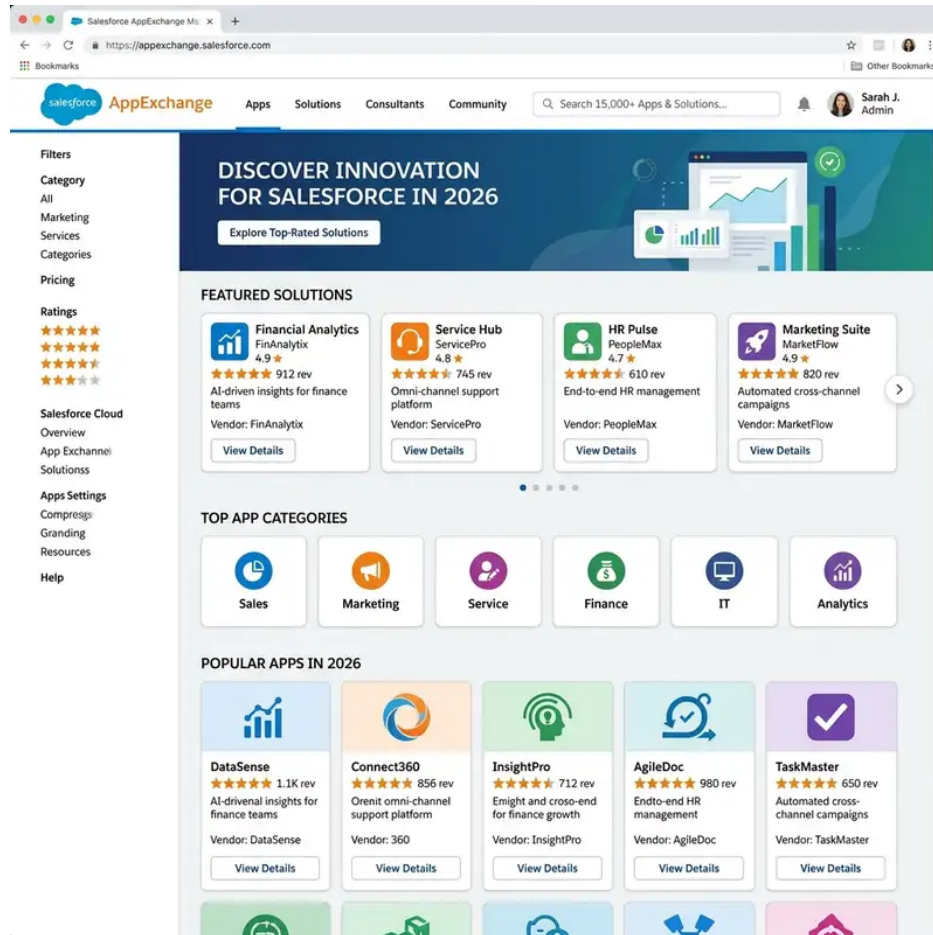 Salesforce AppExchange Ma
https://appexchange.salesforce.com
Bookmarks
Other Bookmarks
salesforce
AppExchange
Apps
Solutions
Consultants
Community
Search 15,000+ Apps & Solutions...
Sarah J.
Admin
Filters
Category
All
Marketing
Services
Categories
Pricing
Ratings
Salesforce Cloud
Overview
App Exchannel
Solutionss
Apps Settings
Granding
Resources
Help
DISCOVER INNOVATION
FOR SALESFORCE IN 2026
Explore Top-Rated Solutions
FEATURED SOLUTIONS
Financial Analytics
FinAnalytix
4.9
912 rev
AI-driven insights for finance
teams
Vendor: FinAnalytix
View Details
Service Hub
ServicePro
4.8
745 rev
Omni-channel support
platform
Vendor: ServicePro
View Details
HR Pulse
PeopleMax
4.7
610 rev
End-to-end HR management
Vendor: PeopleMax
View Details
Marketing Suite
MarketFlow
4.9
820 rev
Automated cross-channel
campaigns
Vendor: MarketFlow
View Details
TOP APP CATEGORIES
Sales
Marketing
Service
Finance
IT
Analytics
POPULAR APPS IN 2026
DataSense
1.1K rev
AI-drivenal insights for
finance teams
Vendor: DataSense
View Details
Connect360
856 rev
Orenit omni-channel
support platform
Vendor: 360
View Details
InsightPro
712 rev
Emight and croso-end
for finance growth
Vendor: InsightPro
View Details
AgileDoc
980 rev
Endto-end HR
management
Vendor: AgileDoc
View Details
TaskMaster
650 rev
Automated cross-
channel campaigns
Vendor: TaskMaster
View Details